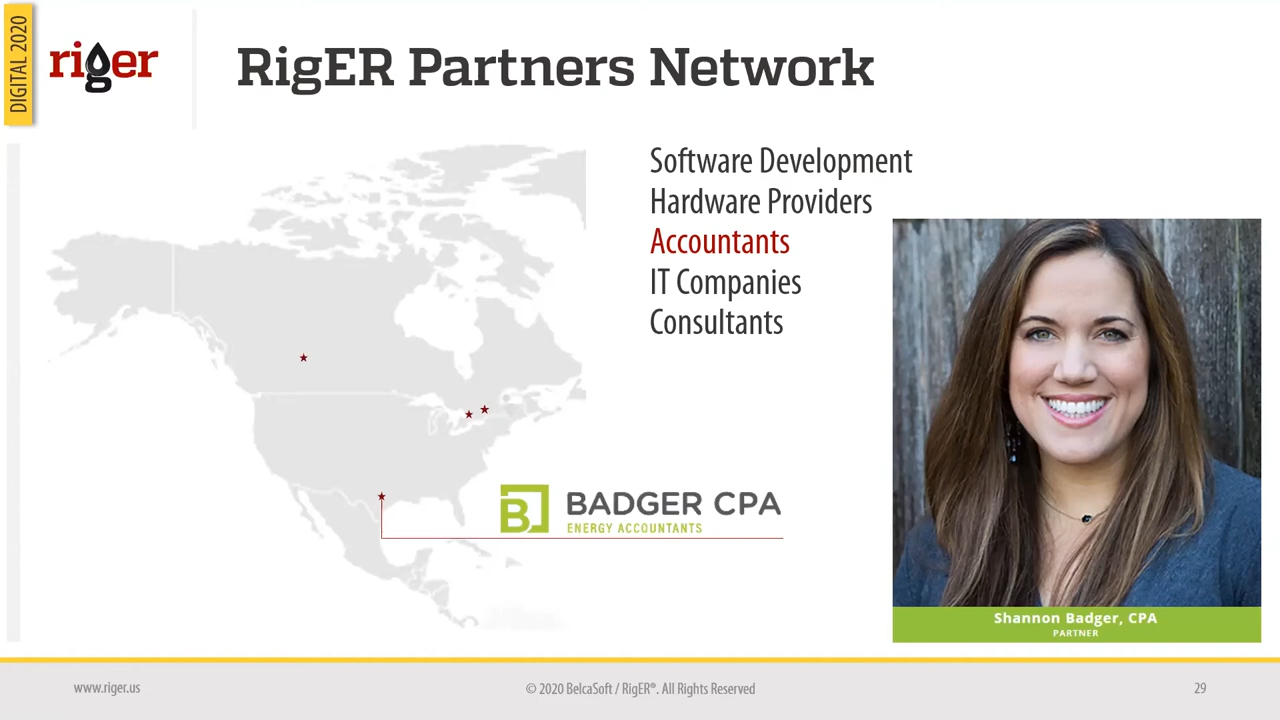 DIGITAL 2020
riger
RigER Partners Network
Software Development
Hardware Providers
Accountants
IT Companies
Consultants
B
BADGER CPA
ENERGY ACCOUNTANTS
Shannon Badger, CPA
PARTNER
www.riger.us
© 2020 BelcaSoft / RigER®. All Rights Reserved
29